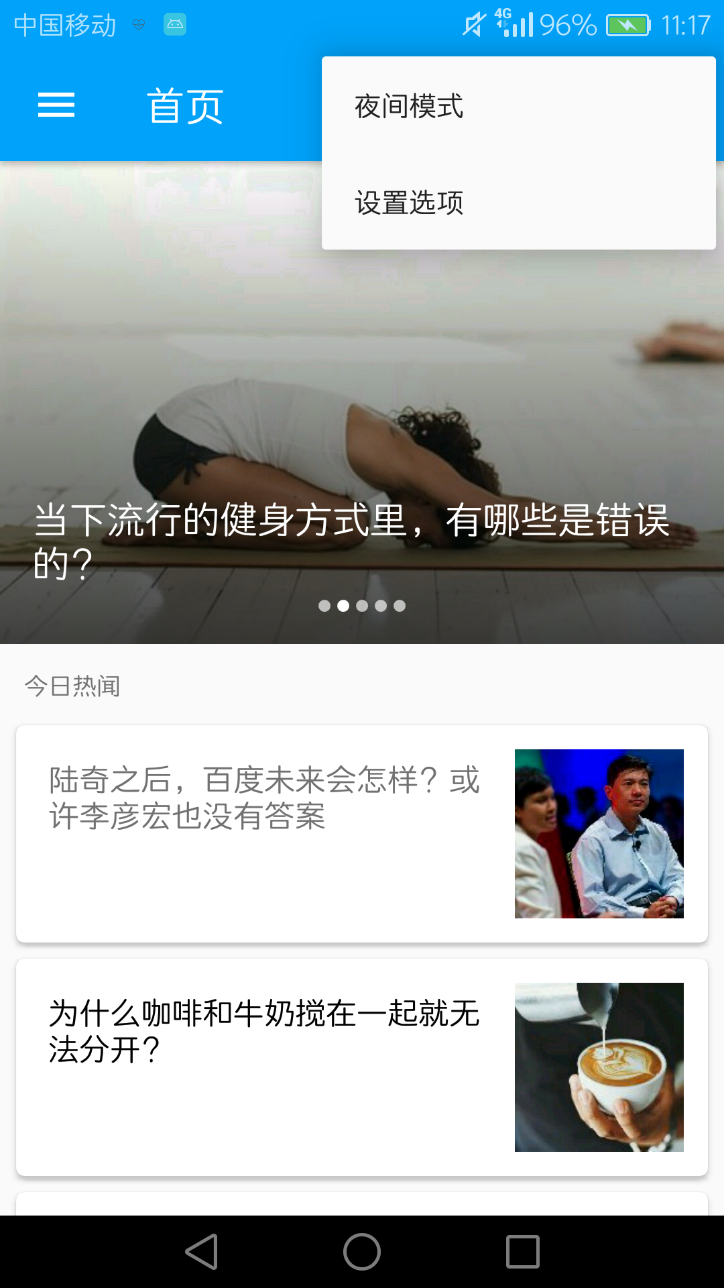 中国移动
4G
96%
11:17
首页
夜间模式
设置选项
当下流行的健身方式里，有哪些是错误
的？
今日热闻
陆奇之后，百度未来会怎样？或
许李彦宏也没有答案
为什么咖啡和牛奶搅在一起就无
法分开？